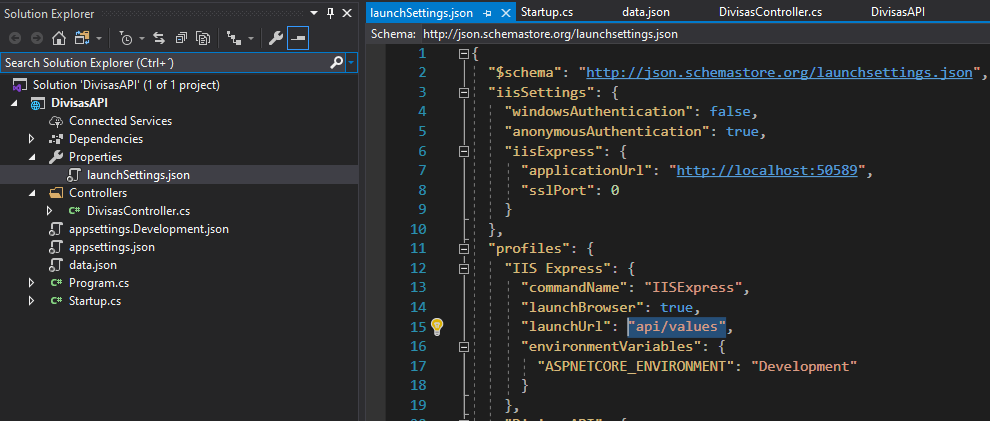 Solution Explorer
Search Solution Explorer (Ctrl+´)
Solution 'DivisasAPI' (1 of 1 project)
DivisasAPI
Connected Services
Dependencies
Properties
launchSettings.json
Controllers
C# DivisasController.cs
appsettings.Development.json
appsettings.json
data.json
C# Program.cs
C# Startup.cs
launchSettings.json Startup.cs data.json DivisasController.cs DivisasAPI
Schema: http://json.schemastore.org/launchsettings.json
1 {
2 "$schema": "http://json.schemastore.org/launchsettings.json",
3 "iisSettings": {
4 "windowsAuthentication": false,
5 "anonymousAuthentication": true,
6 "iisExpress": {
7 "applicationUrl": "http://localhost:50589",
8 "sslPort": 0
9 }
10 },
11 "profiles": {
12 "IIS Express": {
13 "commandName": "IISExpress",
14 "launchBrowser": true,
15 "launchUrl": "api/values",
16 "environmentVariables": {
17 "ASPNETCORE_ENVIRONMENT": "Development"
18 }
19 },